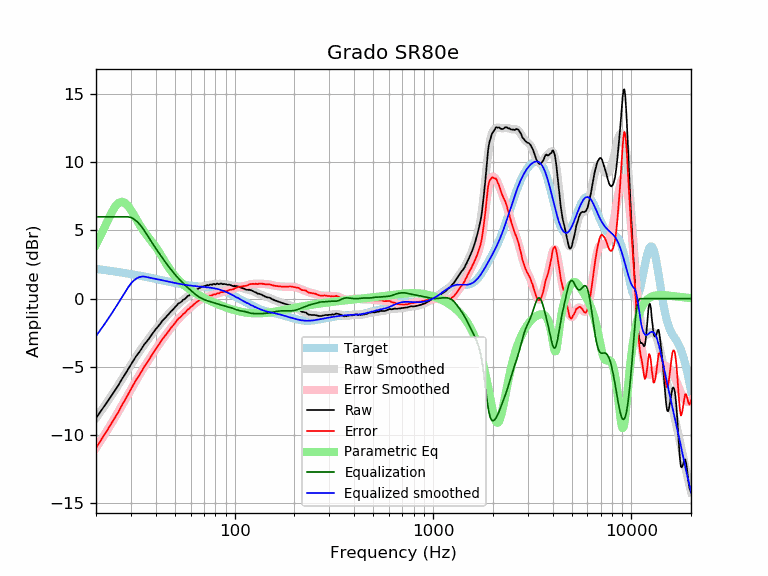 Grado SR80e
Amplitude (dBr)
15
10
5
0
−5
−10
−15
Target
Raw Smoothed
Error Smoothed
Raw
Error
Parametric Eq
Equalization
Equalized smoothed
100
1000
10000
Frequency (Hz)